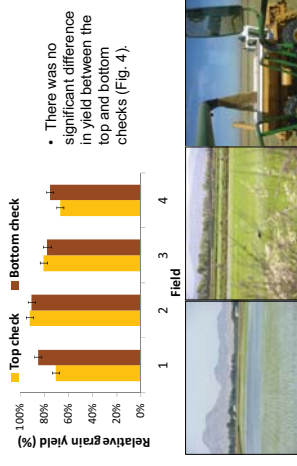 Top check
Bottom check
Relative grain yield (%)
100%
80%
60%
40%
20%
0%
1
2
3
4
Field
• There was no
significant difference
in yield between the
top and bottom
checks (Fig. 4).